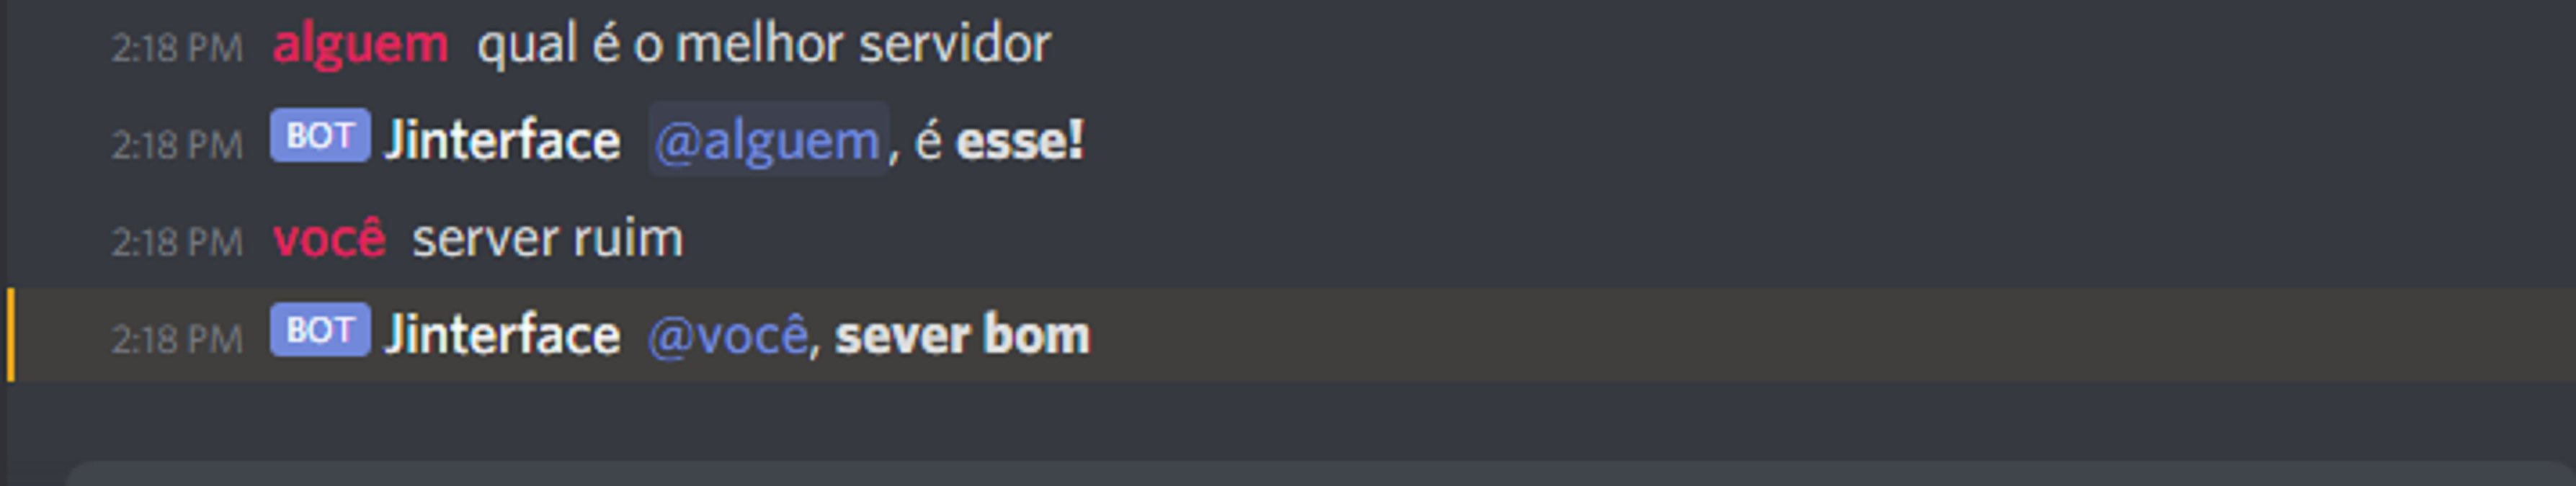 2:18 PM alguem qual é o melhor servidor
2:18 PM BOT Jinterface @alguem, é esse!
2:18 PM você server ruim
2:18 PM BOT Jinterface @você, sever bom